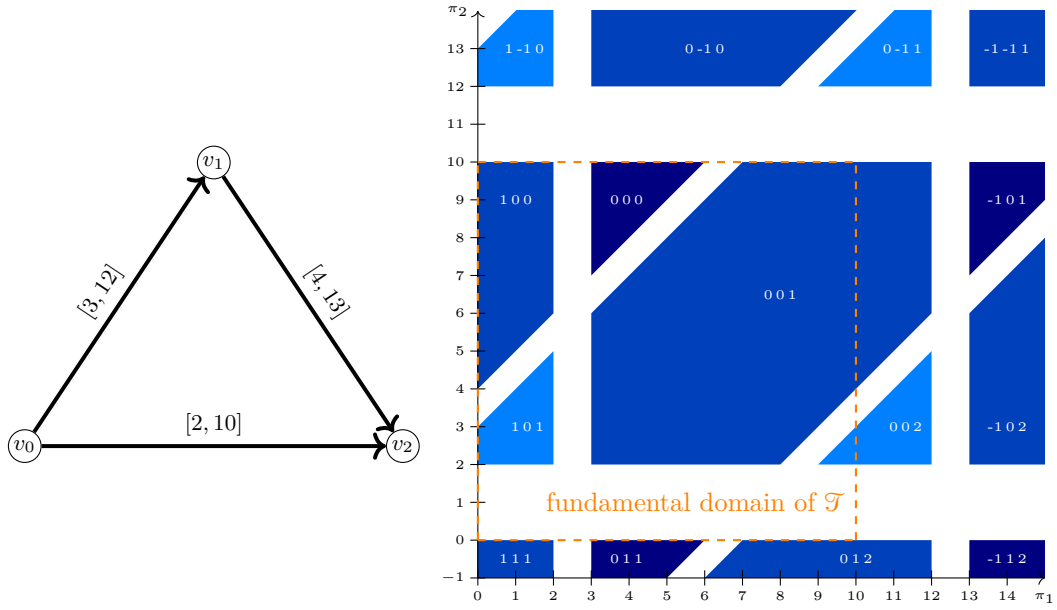 π₂
1 -1 0
0 -1 0
0 -1 1
-1 -1 1
13
12
11
10
9
8
7
6
5
4
3
2
1
0
−1
v₁
[3, 12]
[4, 13]
[2, 10]
v₀
v₂
1 0 0
0 0 0
-1 0 1
0 0 1
1 0 1
0 0 2
-1 0 2
fundamental domain of 𝒯
1 1 1
0 1 1
0 1 2
-1 1 2
0 1 2 3 4 5 6 7 8 9 10 11 12 13 14 π₁